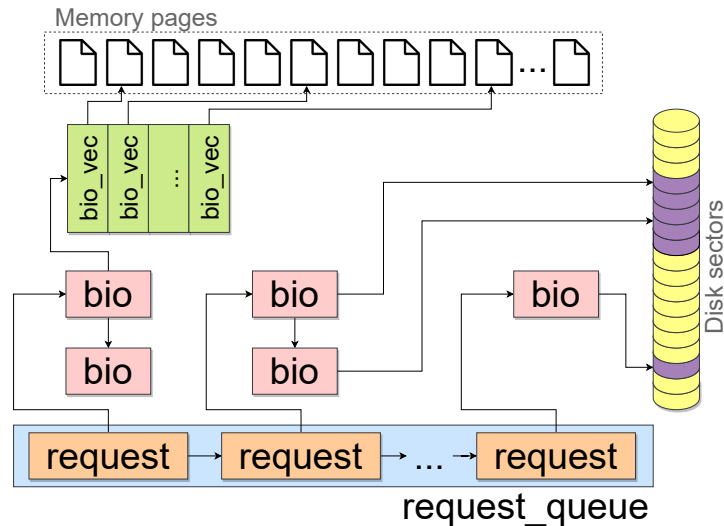 Memory pages
...
bio_vec
bio_vec
...
bio_vec
Disk sectors
bio
bio
bio
bio
bio
request
request
...
request
request_queue